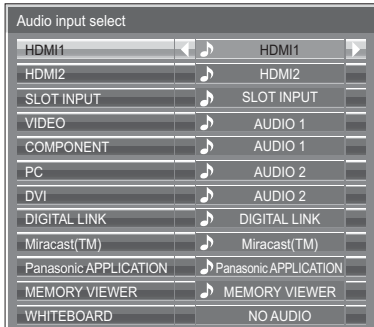 Audio input select
HDMI1 HDMI1
HDMI2 HDMI2
SLOT INPUT SLOT INPUT
VIDEO AUDIO 1
COMPONENT AUDIO 1
PC AUDIO 2
DVI AUDIO 2
DIGITAL LINK DIGITAL LINK
Miracast(TM) Miracast(TM)
Panasonic APPLICATION Panasonic APPLICATION
MEMORY VIEWER MEMORY VIEWER
WHITEBOARD NO AUDIO